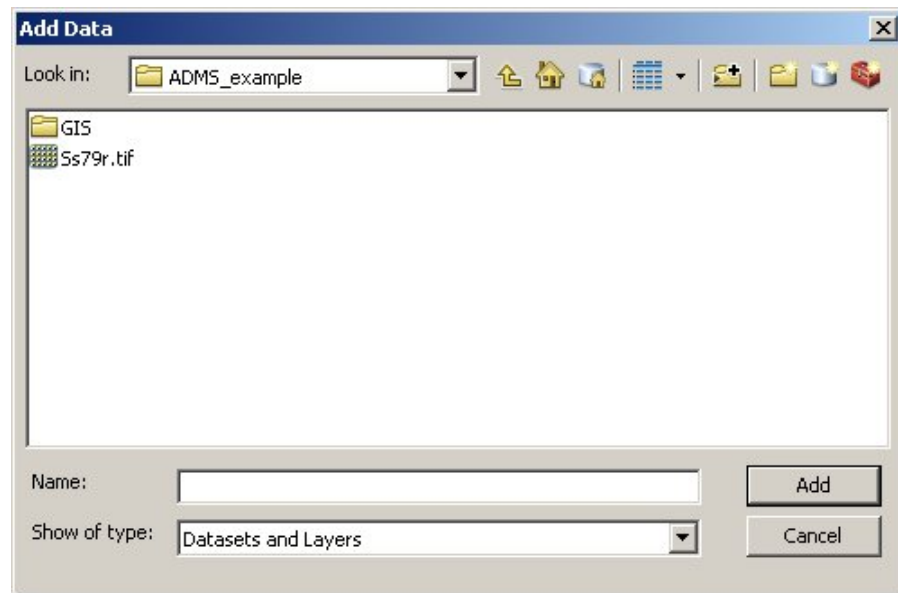 Add Data
Look in: ADMS_example
GIS
Ss79r.tif
Name: Add
Show of type: Datasets and Layers Cancel